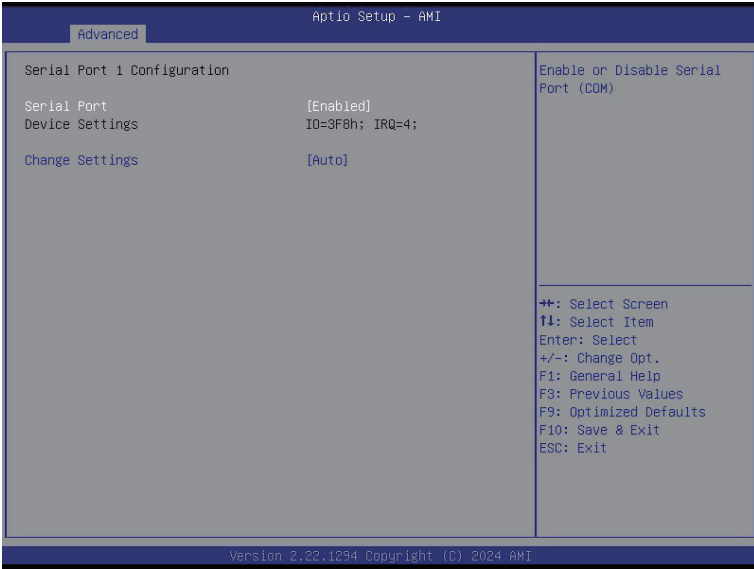 Aptio Setup – AMI
Advanced
Serial Port 1 Configuration
Serial Port [Enabled]
Device Settings IO=3F8h; IRQ=4;
Change Settings [Auto]
Enable or Disable Serial
Port (COM)
→←: Select Screen
↑↓: Select Item
Enter: Select
+/-: Change Opt.
F1: General Help
F3: Previous Values
F9: Optimized Defaults
F10: Save & Exit
ESC: Exit
Version 2.22.1294 Copyright (C) 2024 AMI